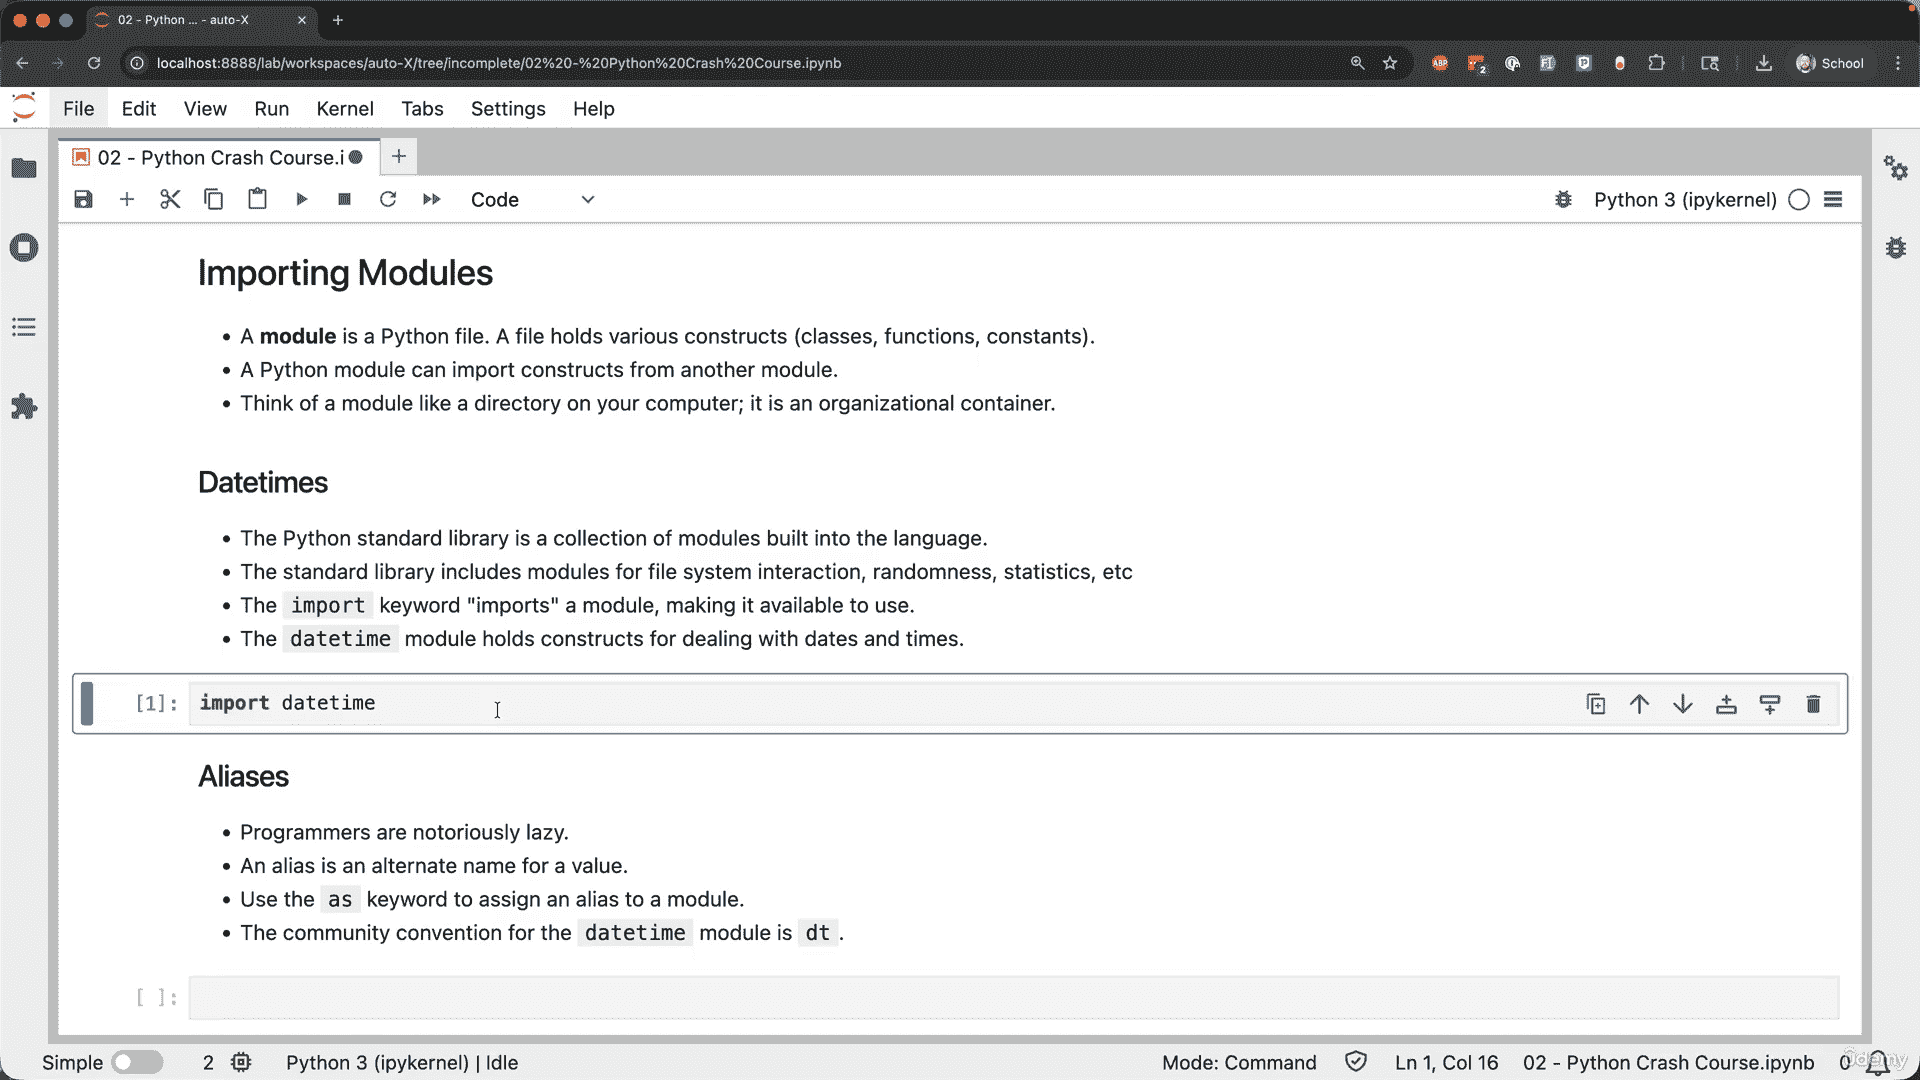 02 - Python ... - auto-X
localhost:8888/lab/workspaces/auto-X/tree/incomplete/02%20-%20Python%20Crash%20Course.ipynb
ABP
2
School
File Edit View Run Kernel Tabs Settings Help
02 - Python Crash Course.i
Code
Python 3 (ipykernel)
Importing Modules
• A module is a Python file. A file holds various constructs (classes, functions, constants).
• A Python module can import constructs from another module.
• Think of a module like a directory on your computer; it is an organizational container.
Datetimes
• The Python standard library is a collection of modules built into the language.
• The standard library includes modules for file system interaction, randomness, statistics, etc
• The import keyword "imports" a module, making it available to use.
• The datetime module holds constructs for dealing with dates and times.
[1]: import datetime
Aliases
• Programmers are notoriously lazy.
• An alias is an alternate name for a value.
• Use the as keyword to assign an alias to a module.
• The community convention for the datetime module is dt.
[ ]:
Simple 2 Python 3 (ipykernel) | Idle Mode: Command Ln 1, Col 16 02 - Python Crash Course.ipynb 0